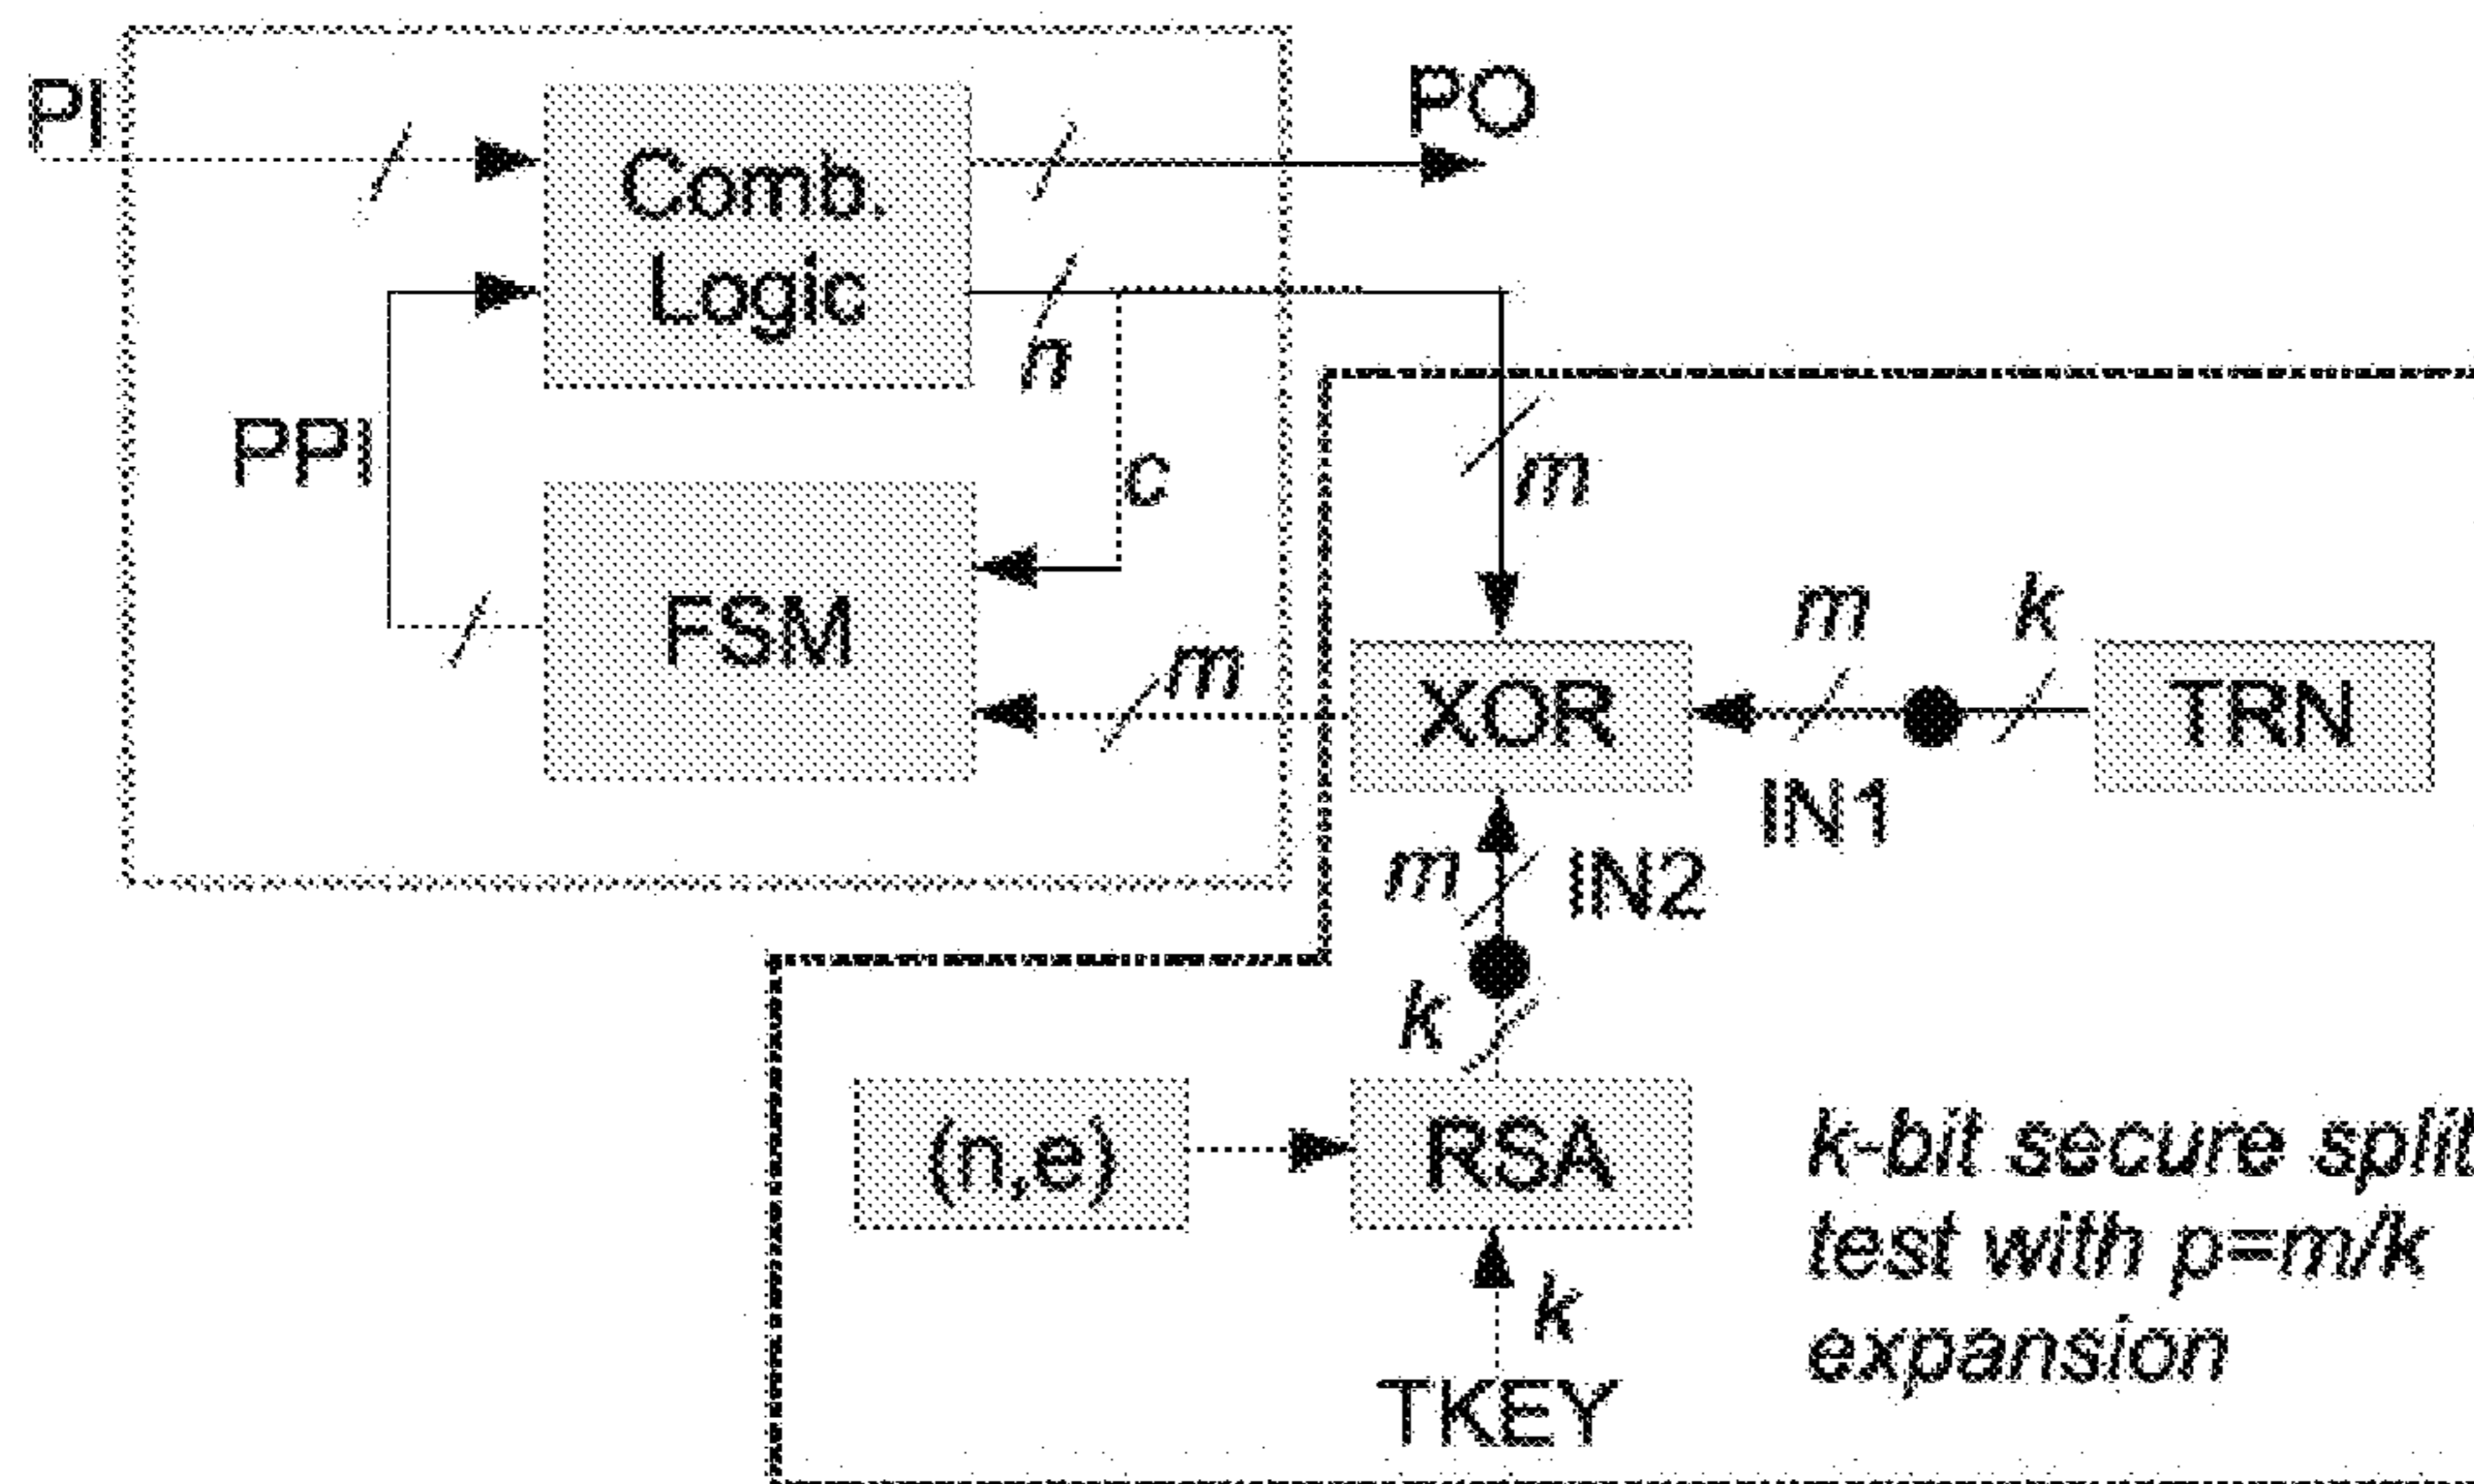 PI
PO
Comb.
Logic
n
PPI
c
m
FSM
m
XOR
m
k
TRN
IN1
m
IN2
k
(n,e)
RSA
k
TKEY
k-bit secure split
test with p=m/k
expansion